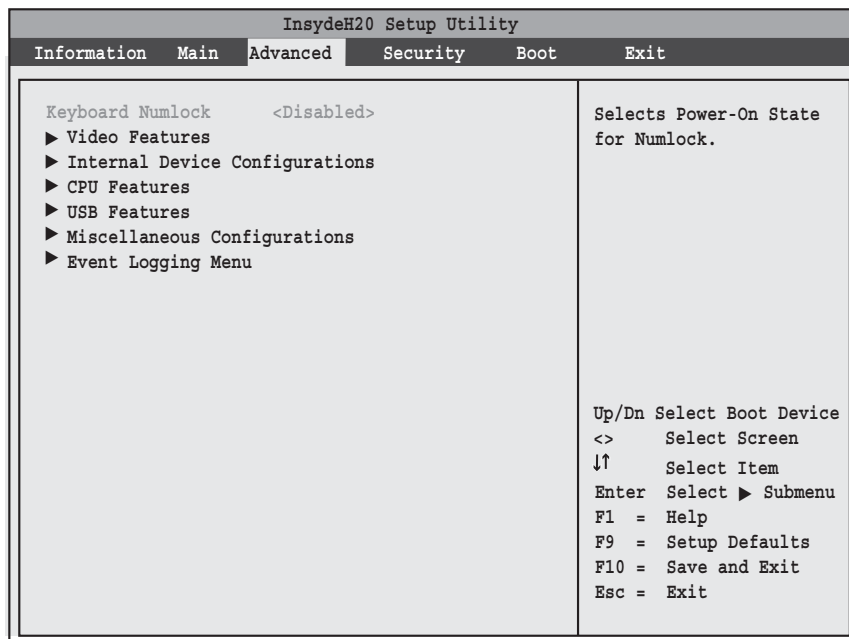 InsydeH20 Setup Utility
Information Main Advanced Security Boot Exit
Keyboard Numlock <Disabled>
▶ Video Features
▶ Internal Device Configurations
▶ CPU Features
▶ USB Features
▶ Miscellaneous Configurations
▶ Event Logging Menu
Selects Power-On State
for Numlock.
Up/Dn Select Boot Device
<> Select Screen
↓↑ Select Item
Enter Select ▶ Submenu
F1 = Help
F9 = Setup Defaults
F10 = Save and Exit
Esc = Exit